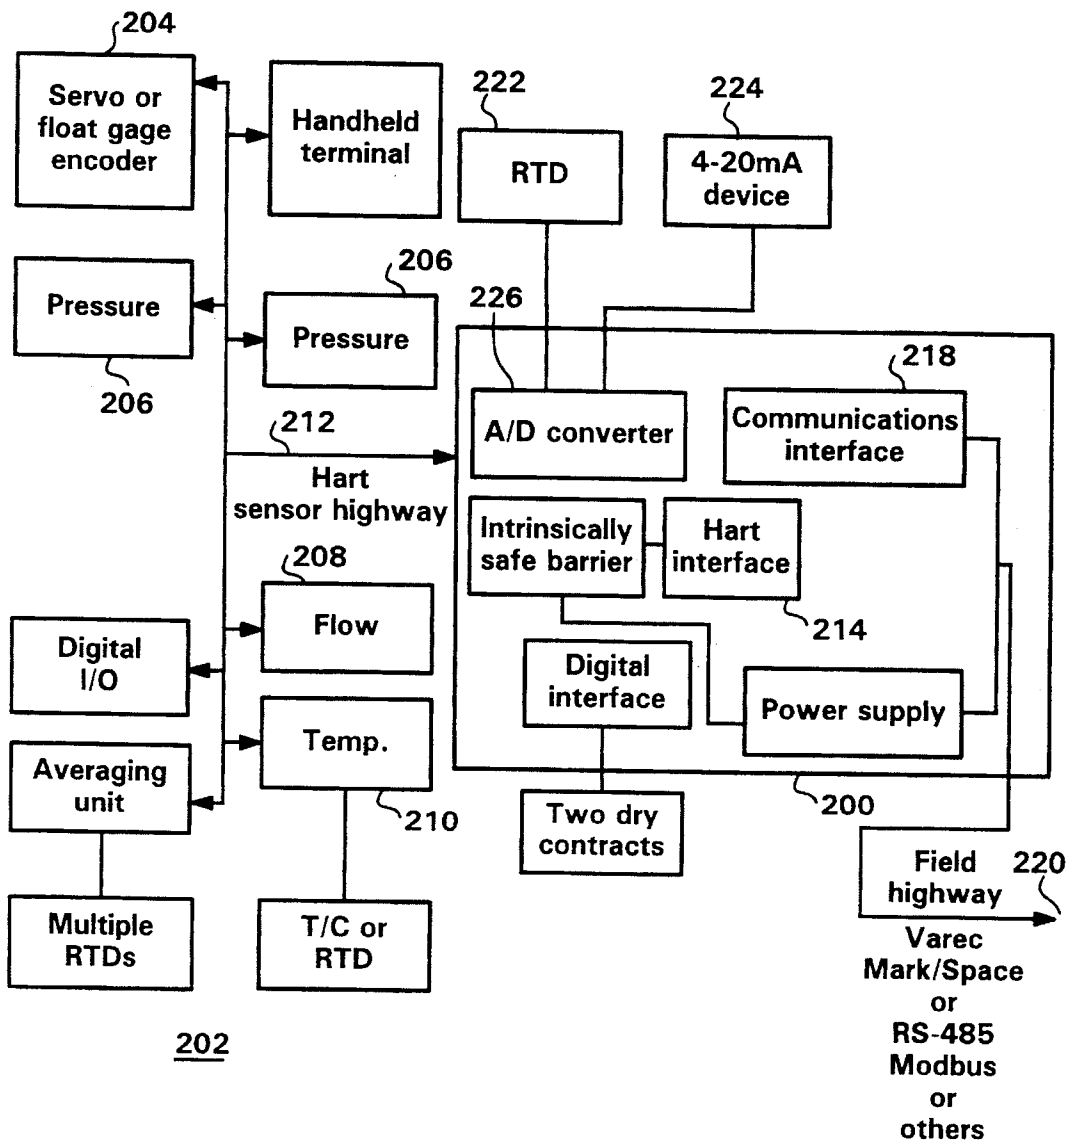 204
Servo or
float gage
encoder
Handheld
terminal
222
RTD
224
4-20mA
device
Pressure
206
206
Pressure
226
A/D converter
218
Communications
interface
212
Hart
sensor highway
Intrinsically
safe barrier
Hart
interface
214
208
Flow
Digital
I/O
Digital
interface
Power supply
Temp.
210
Averaging
unit
200
Two dry
contracts
Multiple
RTDs
T/C or
RTD
Field
highway
220
Varec
Mark/Space
or
RS-485
Modbus
or
others
202